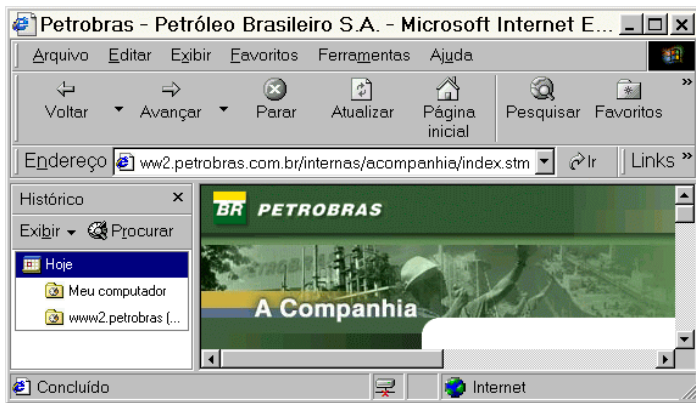 Petrobras - Petróleo Brasileiro S.A. - Microsoft Internet E...
Arquivo Editar Exibir Favoritos Ferramentas Ajuda
Voltar Avançar Parar Atualizar Página inicial Pesquisar Favoritos »
Endereço ww2.petrobras.com.br/internas/acompanhia/index.stm Ir Links »
Histórico ×
Exibir Procurar
Hoje
Meu computador
www2.petrobras (...
BR PETROBRAS
A Companhia
Concluído Internet